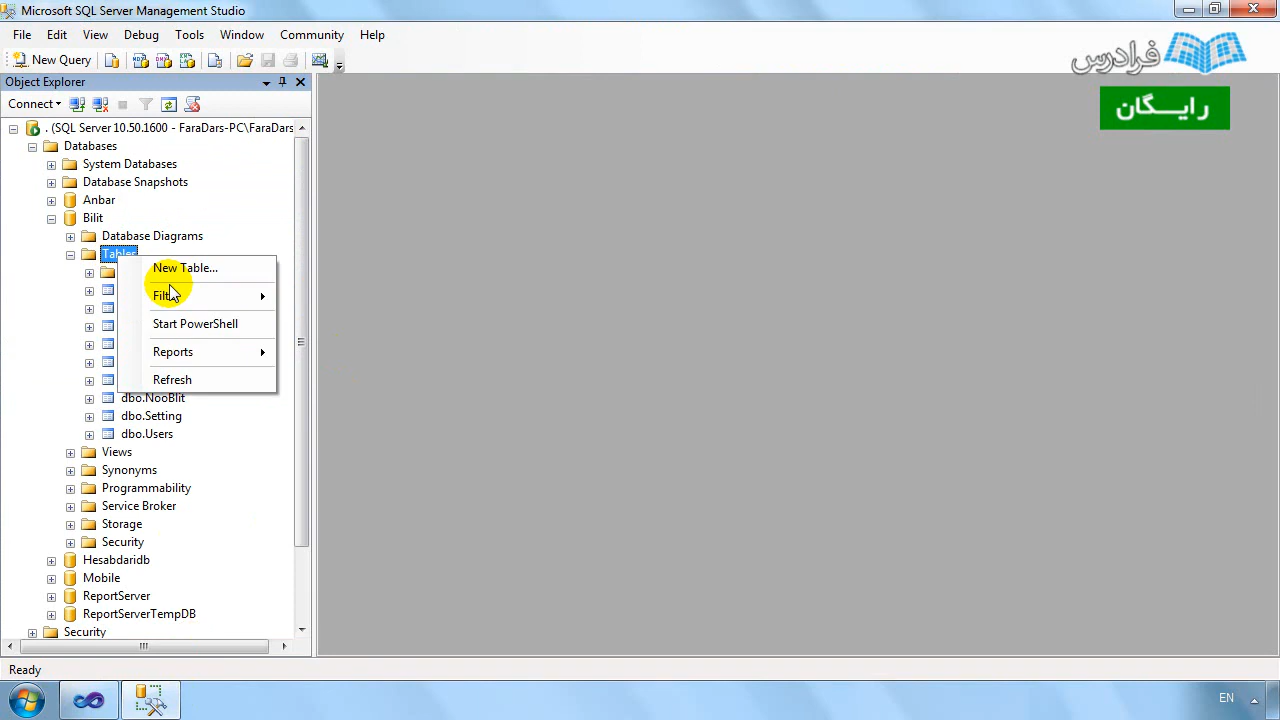 Microsoft SQL Server Management Studio
File Edit View Debug Tools Window Community Help
فرادرس
New Query
رایگان
Object Explorer
Connect
. (SQL Server 10.50.1600 - FaraDars-PC\FaraDars
Databases
System Databases
Database Snapshots
Anbar
Bilit
Database Diagrams
Tables
New Table...
Filter
Start PowerShell
Reports
Refresh
dbo.NooBlit
dbo.Setting
dbo.Users
Views
Synonyms
Programmability
Service Broker
Storage
Security
Hesabdaridb
Mobile
ReportServer
ReportServerTempDB
Security
Ready
EN